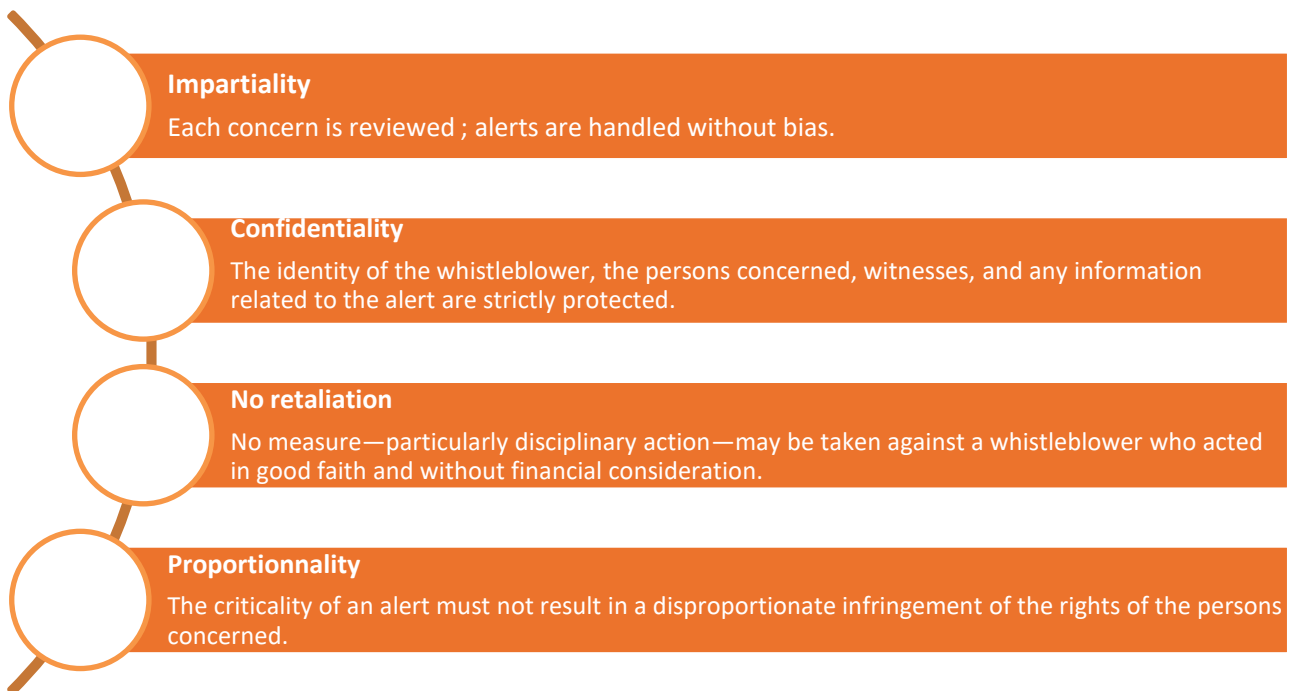 Impartiality
Each concern is reviewed ; alerts are handled without bias.
Confidentiality
The identity of the whistleblower, the persons concerned, witnesses, and any information
related to the alert are strictly protected.
No retaliation
No measure—particularly disciplinary action—may be taken against a whistleblower who acted
in good faith and without financial consideration.
Proportionnality
The criticality of an alert must not result in a disproportionate infringement of the rights of the persons
concerned.